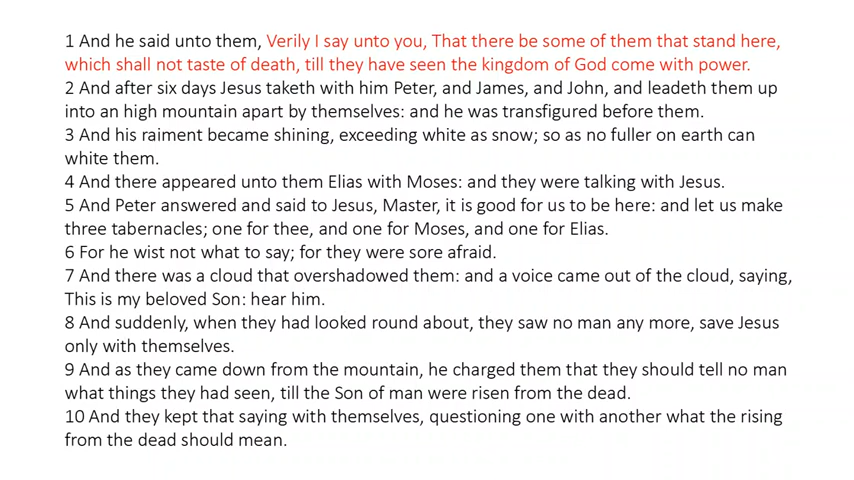 1 And he said unto them, Verily I say unto you, That there be some of them that stand here,
which shall not taste of death, till they have seen the kingdom of God come with power.
2 And after six days Jesus taketh with him Peter, and James, and John, and leadeth them up
into an high mountain apart by themselves: and he was transfigured before them.
3 And his raiment became shining, exceeding white as snow; so as no fuller on earth can
white them.
4 And there appeared unto them Elias with Moses: and they were talking with Jesus.
5 And Peter answered and said to Jesus, Master, it is good for us to be here: and let us make
three tabernacles; one for thee, and one for Moses, and one for Elias.
6 For he wist not what to say; for they were sore afraid.
7 And there was a cloud that overshadowed them: and a voice came out of the cloud, saying,
This is my beloved Son: hear him.
8 And suddenly, when they had looked round about, they saw no man any more, save Jesus
only with themselves.
9 And as they came down from the mountain, he charged them that they should tell no man
what things they had seen, till the Son of man were risen from the dead.
10 And they kept that saying with themselves, questioning one with another what the rising
from the dead should mean.